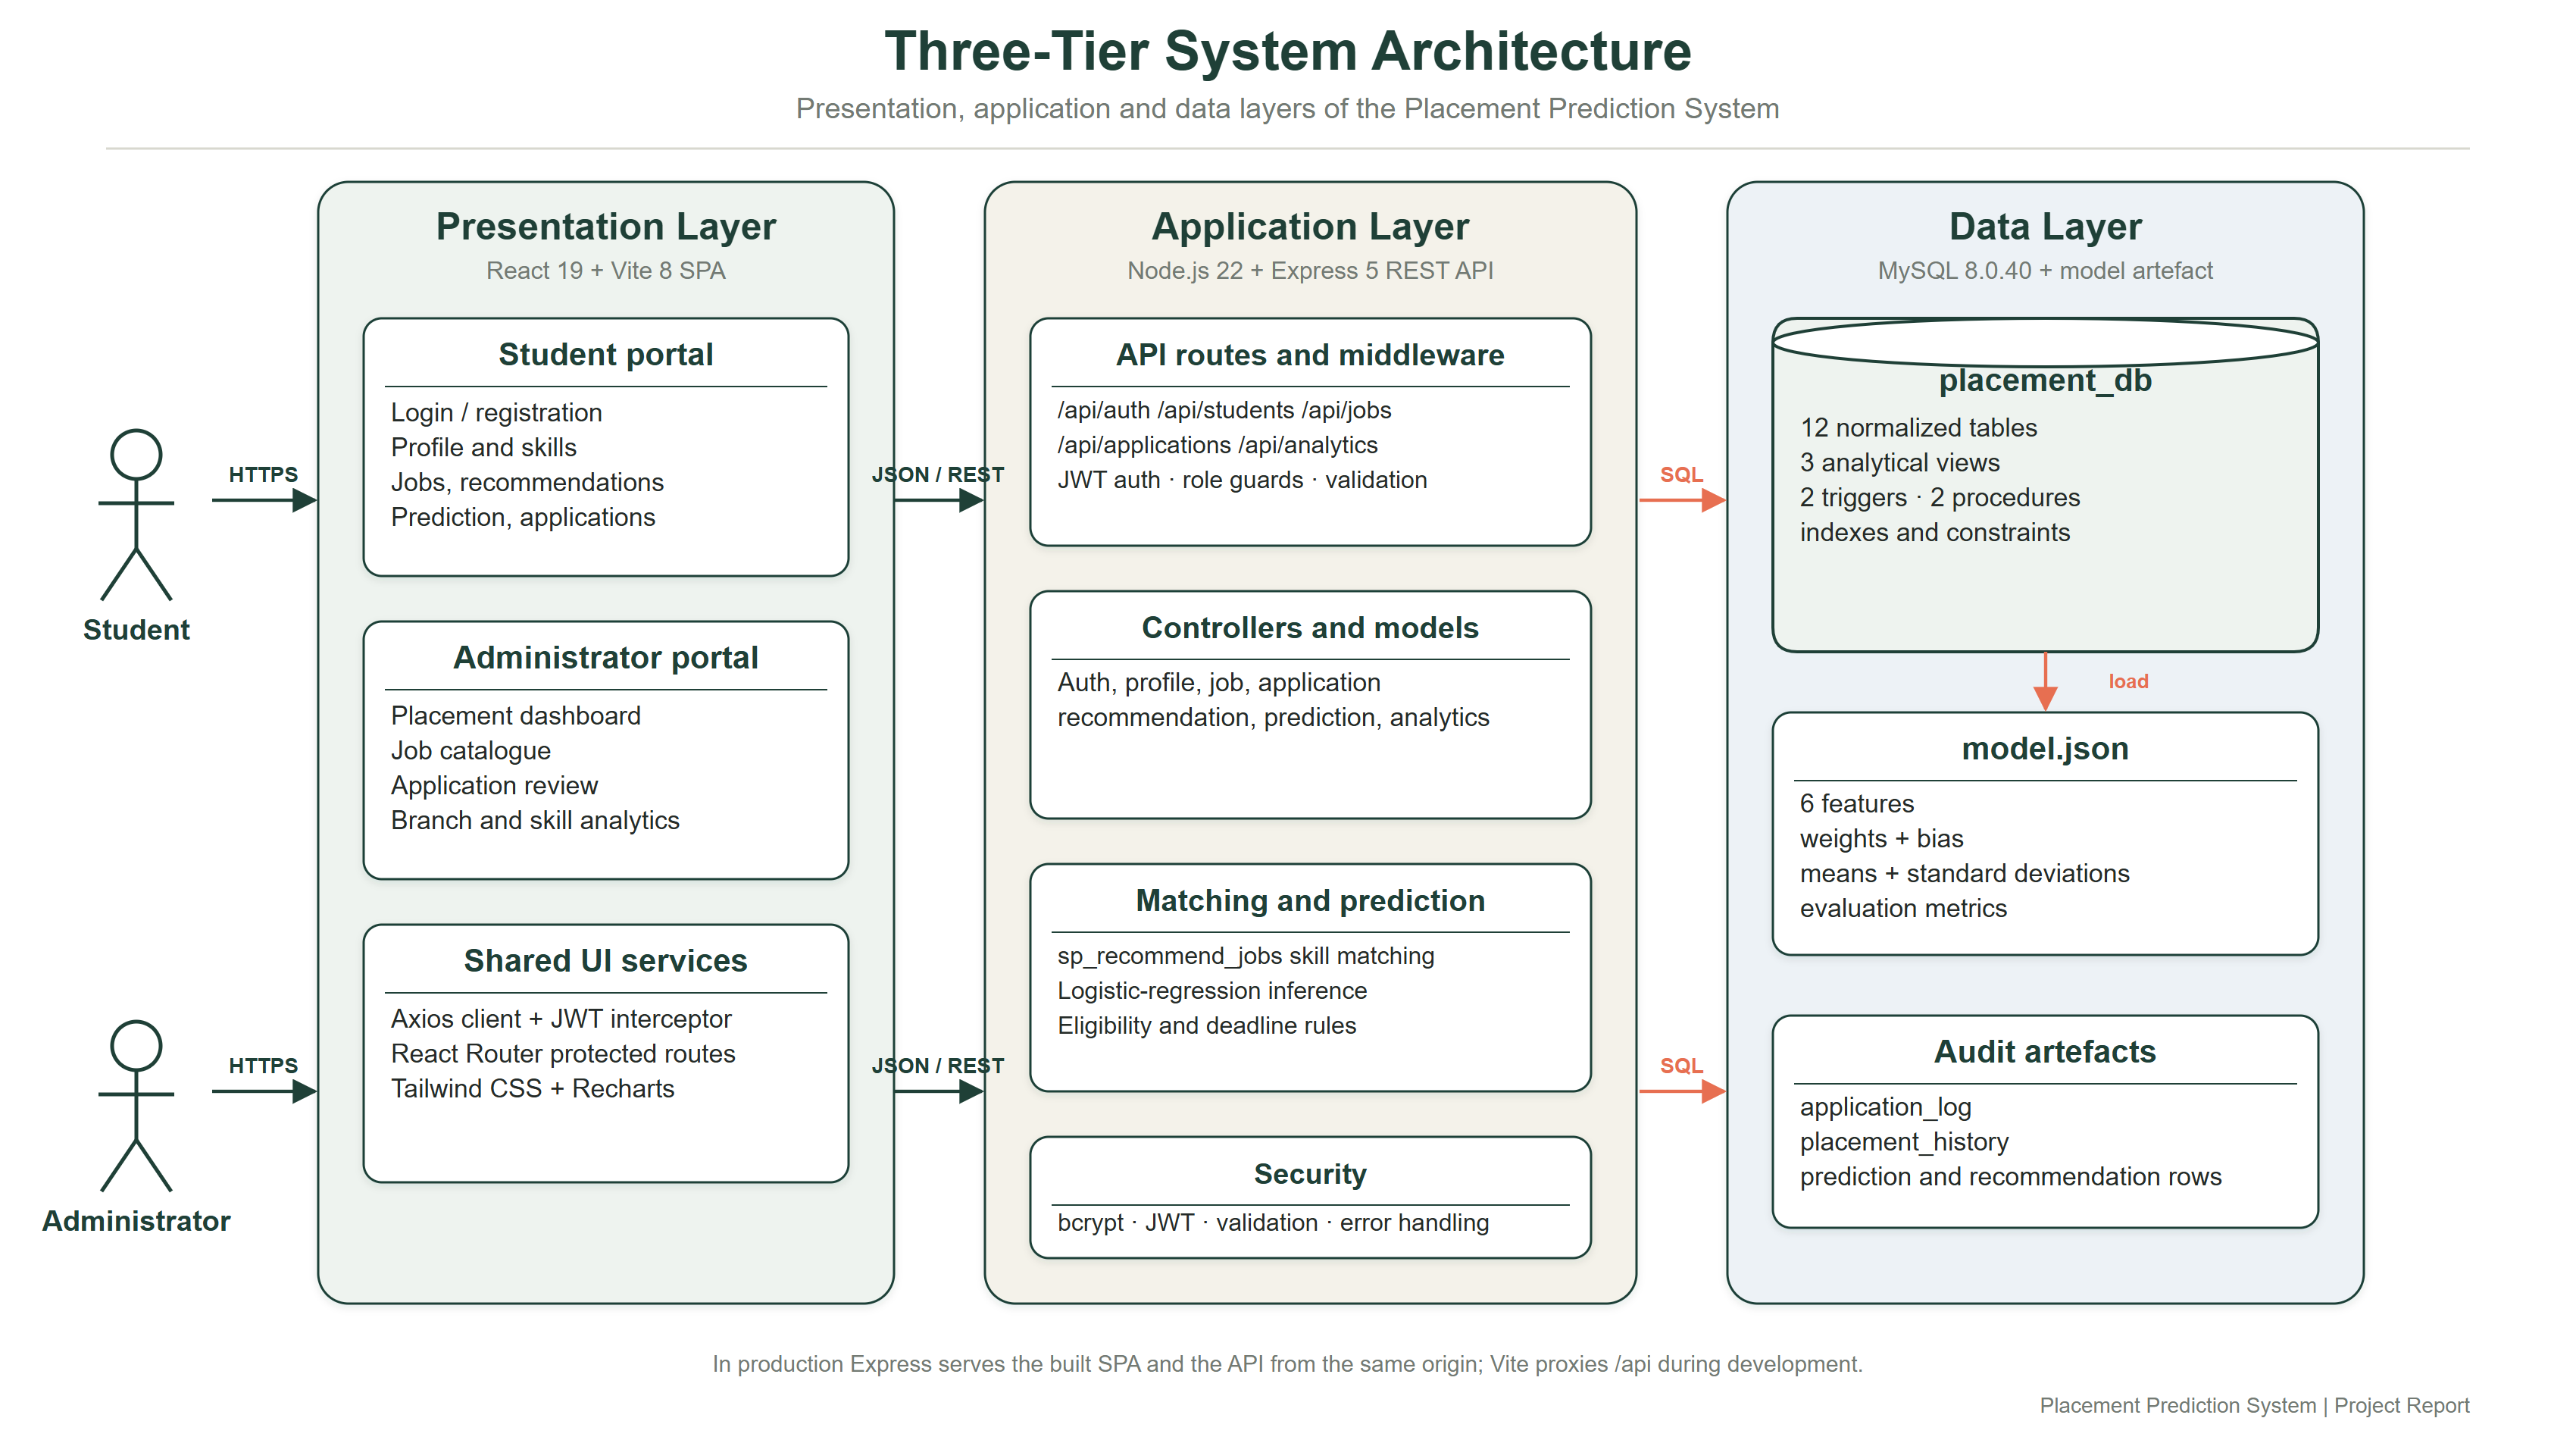 Three-Tier System Architecture
Presentation, application and data layers of the Placement Prediction System
Student
Administrator
HTTPS
HTTPS
Presentation Layer
React 19 + Vite 8 SPA
Student portal
Login / registration
Profile and skills
Jobs, recommendations
Prediction, applications
Administrator portal
Placement dashboard
Job catalogue
Application review
Branch and skill analytics
Shared UI services
Axios client + JWT interceptor
React Router protected routes
Tailwind CSS + Recharts
JSON / REST
JSON / REST
Application Layer
Node.js 22 + Express 5 REST API
API routes and middleware
/api/auth /api/students /api/jobs
/api/applications /api/analytics
JWT auth · role guards · validation
Controllers and models
Auth, profile, job, application
recommendation, prediction, analytics
Matching and prediction
sp_recommend_jobs skill matching
Logistic-regression inference
Eligibility and deadline rules
Security
bcrypt · JWT · validation · error handling
SQL
SQL
Data Layer
MySQL 8.0.40 + model artefact
placement_db
12 normalized tables
3 analytical views
2 triggers · 2 procedures
indexes and constraints
load
model.json
6 features
weights + bias
means + standard deviations
evaluation metrics
Audit artefacts
application_log
placement_history
prediction and recommendation rows
In production Express serves the built SPA and the API from the same origin; Vite proxies /api during development.
Placement Prediction System | Project Report